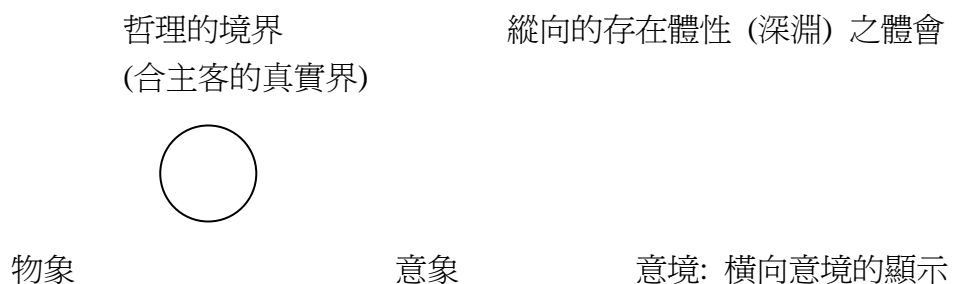 哲理的境界 縱向的存在體性 (深淵) 之體會
(合主客的真實界)
物象 意象 意境: 橫向意境的顯示